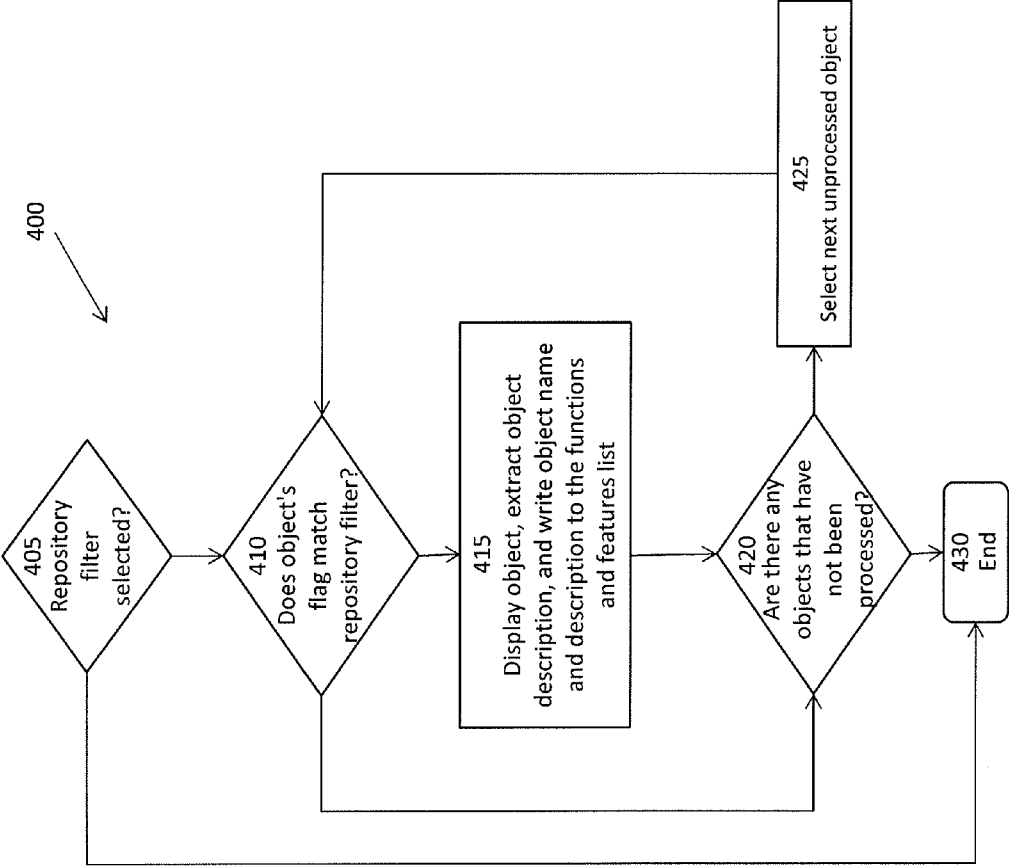 400
405
Repository
filter
selected?
410
Does object's
flag match
repository filter?
415
Display object, extract object
description, and write object name
and description to the functions
and features list
420
Are there any
objects that have
not been
processed?
425
Select next unprocessed object
430
End